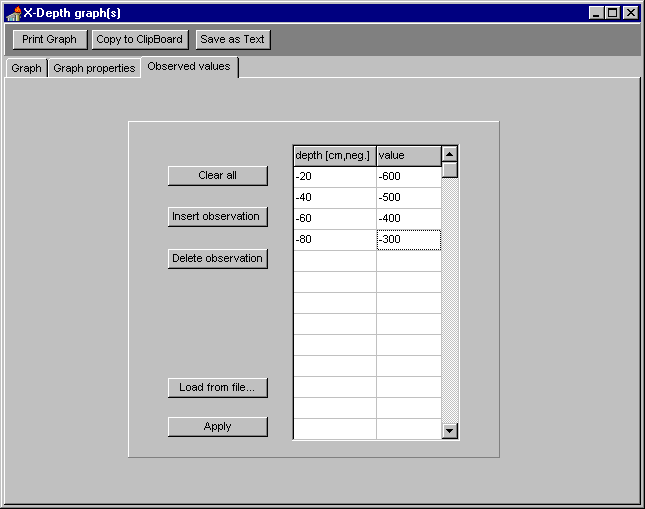 X-Depth graph(s)
Print Graph Copy to ClipBoard Save as Text
Graph Graph properties Observed values
depth [cm,neg.] value
Clear all
-20 -600
-40 -500
Insert observation
-60 -400
-80 -300
Delete observation
Load from file...
Apply